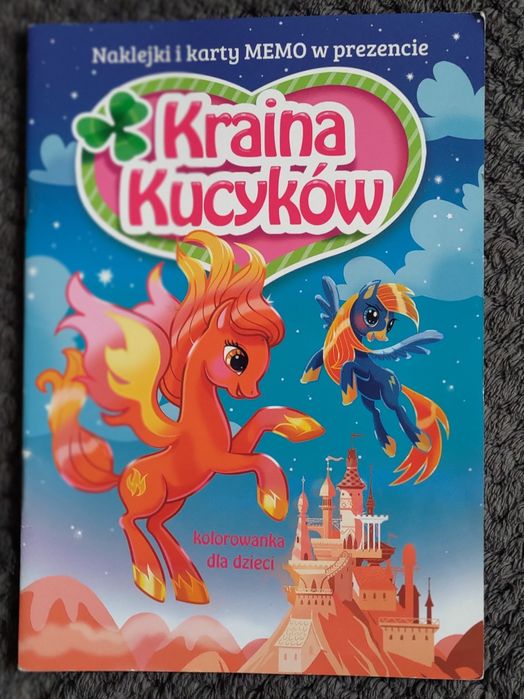 Naklejki i karty MEMO w prezencie
Kraina
Kucyków
kolorowanka
dla dzieci